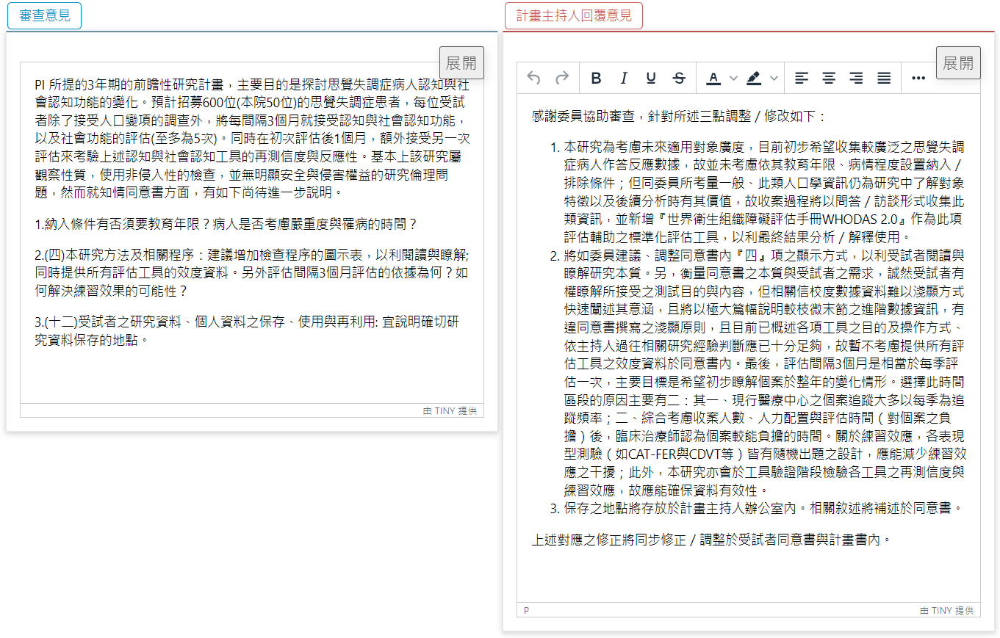 審查意見
展開
PI 所提的3年期的前瞻性研究計畫，主要目的是探討思覺失調症病人認知與社
會認知功能的變化。預計招募600位(本院50位)的思覺失調症患者，每位受試
者除了接受人口變項的調查外，將每間隔3個月就接受認知與社會認知功能，
以及社會功能的評估(至多為5次)。同時在初次評估後1個月，額外接受另一次
評估來考驗上述認知與社會認知工具的再測信度與反應性。基本上該研究屬
觀察性質，使用非侵入性的檢查，並無明顯安全與侵害權益的研究倫理問
題，然而就知情同意書方面，有如下尚待進一步說明。
1.納入條件有否須要教育年限？病人是否考慮嚴重度與罹病的時間？
2.(四)本研究方法及相關程序：建議增加檢查程序的圖示表，以利閱讀與瞭解;
同時提供所有評估工具的效度資料。另外評估間隔3個月評估的依據為何？如
何解決練習效果的可能性？
3.(十二)受試者之研究資料、個人資料之保存、使用與再利用: 宜說明確切研
究資料保存的地點。
由 TINY 提供
計畫主持人回覆意見
展開
B I U S A
感謝委員協助審查，針對所述三點調整 / 修改如下：
1. 本研究為考慮未來適用對象廣度，目前初步希望收集較廣泛之思覺失調
症病人作答反應數據，故並未考慮依其教育年限、病情程度設置納入 /
排除條件；但同委員所考量一般、此類人口學資訊仍為研究中了解對象
特徵以及後續分析時有其價值，故收案過程將以問答 / 訪談形式收集此
類資訊，並新增『世界衛生組織障礙評估手冊WHODAS 2.0』作為此項
評估輔助之標準化評估工具，以利最終結果分析 / 解釋使用。
2. 將如委員建議、調整同意書內『四』項之顯示方式，以利受試者閱讀與
瞭解研究本質。另，衡量同意書之本質與受試者之需求，誠然受試者有
權瞭解所接受之測試目的與內容，但相關信校度數據資料難以淺顯方式
快速闡述其意涵，且將以極大篇幅說明較枝微末節之進階數據資訊，有
違同意書撰寫之淺顯原則，且目前已概述各項工具之目的及操作方式、
依主持人過往相關研究經驗判斷應已十分足夠，故暫不考慮提供所有評
估工具之效度資料於同意書內。最後，評估間隔3個月是相當於每季評
估一次，主要目標是希望初步瞭解個案於整年的變化情形。選擇此時間
區段的原因主要有二：其一、現行醫療中心之個案追蹤大多以每季為追
蹤頻率；二、綜合考慮收案人數、人力配置與評估時間（對個案之負
擔）後，臨床治療師認為個案較能負擔的時間。關於練習效應，各表現
型測驗（如CAT-FER與CDVT等）皆有隨機出題之設計，應能減少練習效
應之干擾；此外，本研究亦會於工具驗證階段檢驗各工具之再測信度與
練習效應，故應能確保資料有效性。
3. 保存之地點將存放於計畫主持人辦公室內。相關敘述將補述於同意書。
上述對應之修正將同步修正 / 調整於受試者同意書與計畫書內。
P
由 TINY 提供